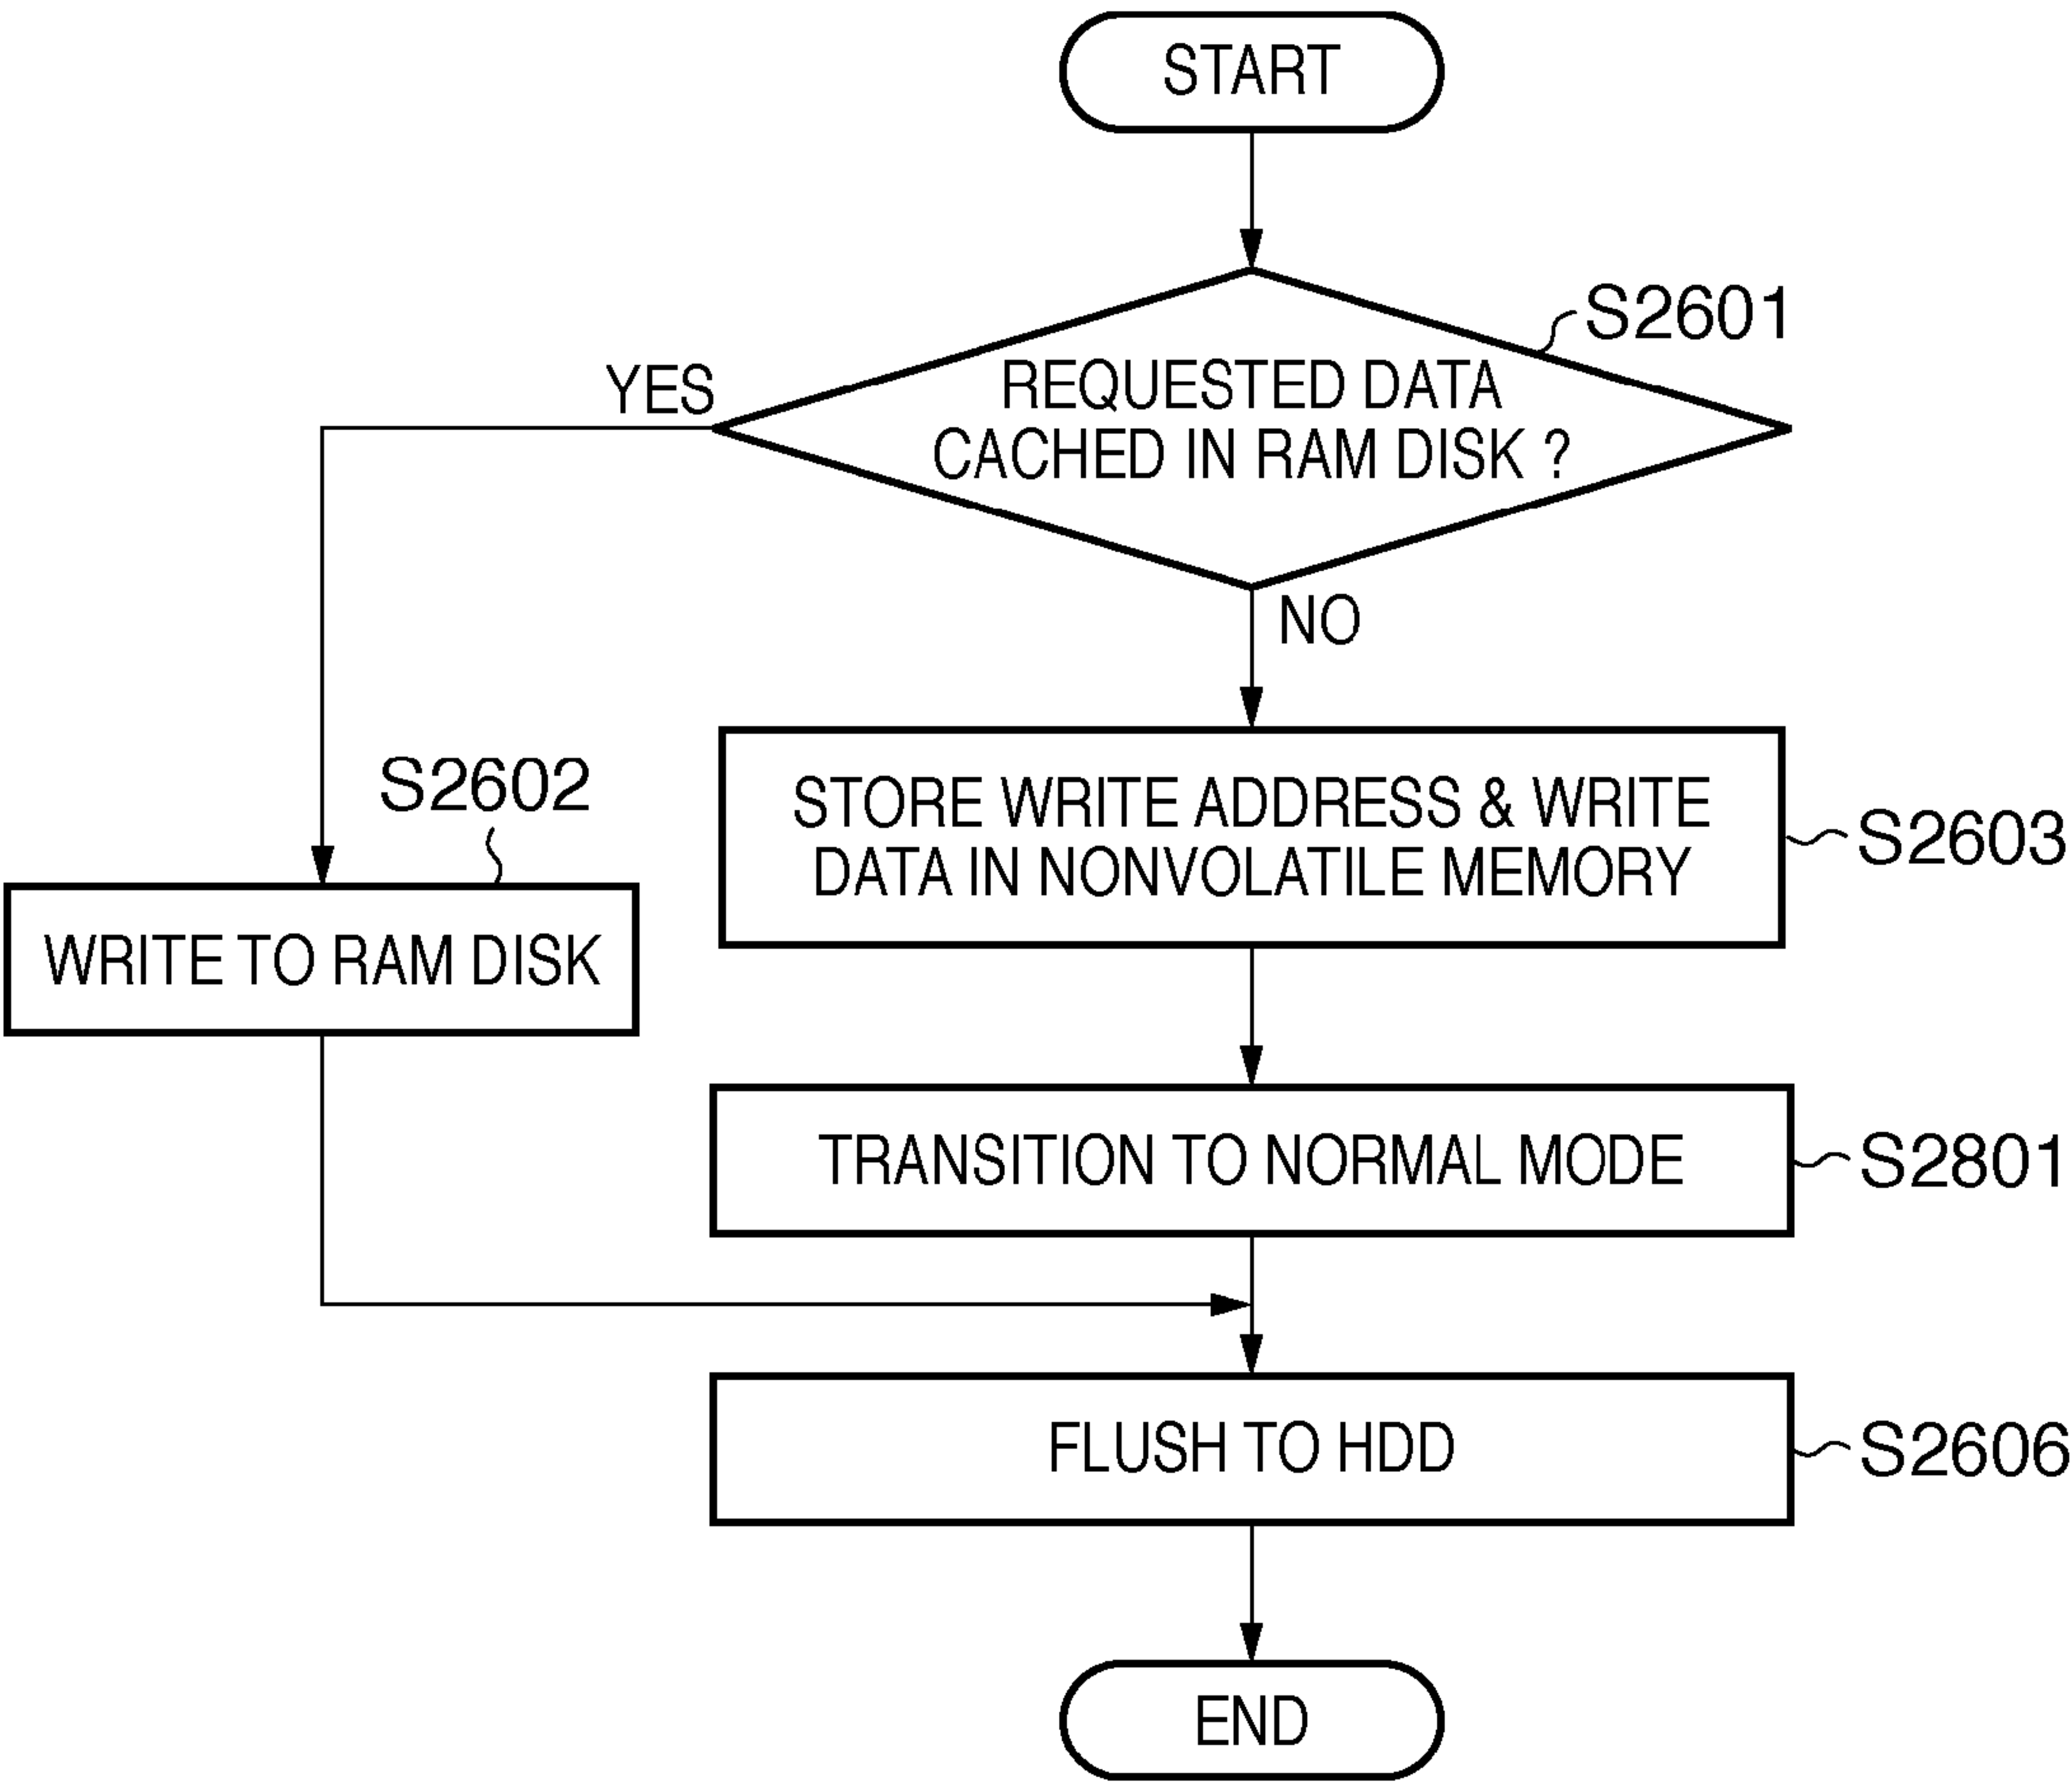 START
S2601
YES
REQUESTED DATA
CACHED IN RAM DISK ?
NO
S2602
STORE WRITE ADDRESS & WRITE
DATA IN NONVOLATILE MEMORY
S2603
WRITE TO RAM DISK
TRANSITION TO NORMAL MODE
S2801
FLUSH TO HDD
S2606
END